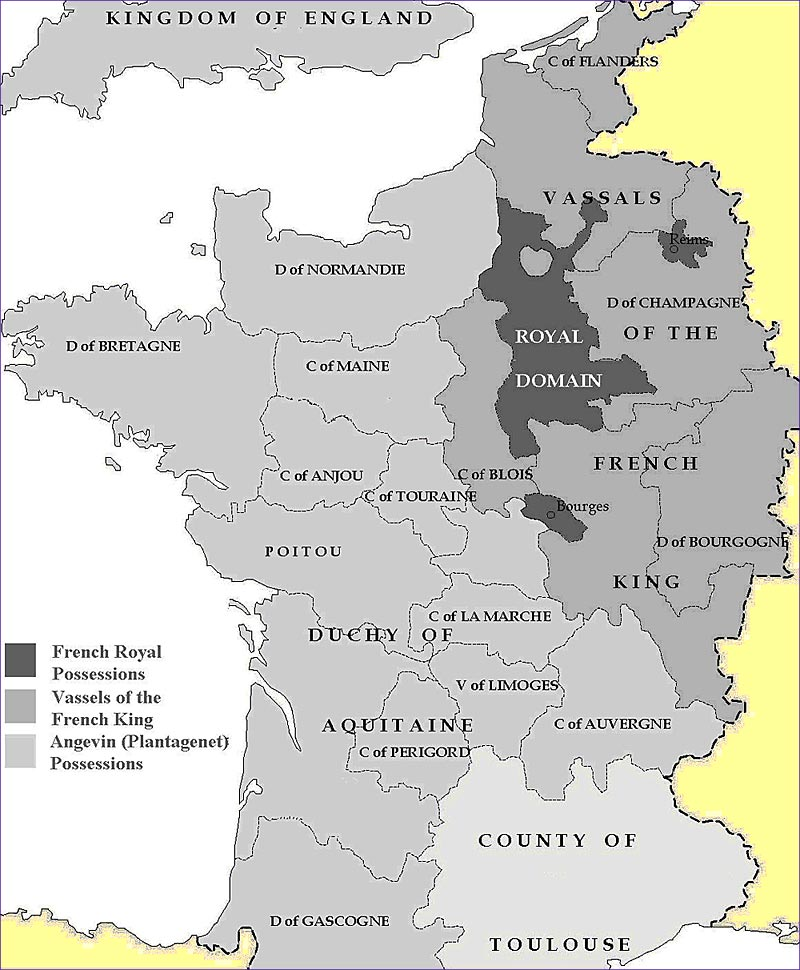 KINGDOM OF ENGLAND
C of FLANDERS
VASSALS
Reims
D of NORMANDIE
D of CHAMPAGNE
OF THE
ROYAL
D of BRETAGNE
C of MAINE
DOMAIN
FRENCH
C of ANJOU
C of BLOIS
C of TOURAINE
Bourges
POITOU
D of BOURGOGNE
KING
C of LA MARCHE
DUCHY OF
V of LIMOGES
AQUITAINE
C of AUVERGNE
C of PERIGORD
French Royal
Possessions
Vassels of the
French King
Angevin (Plantagenet)
Possessions
COUNTY OF
D of GASCOGNE
TOULOUSE